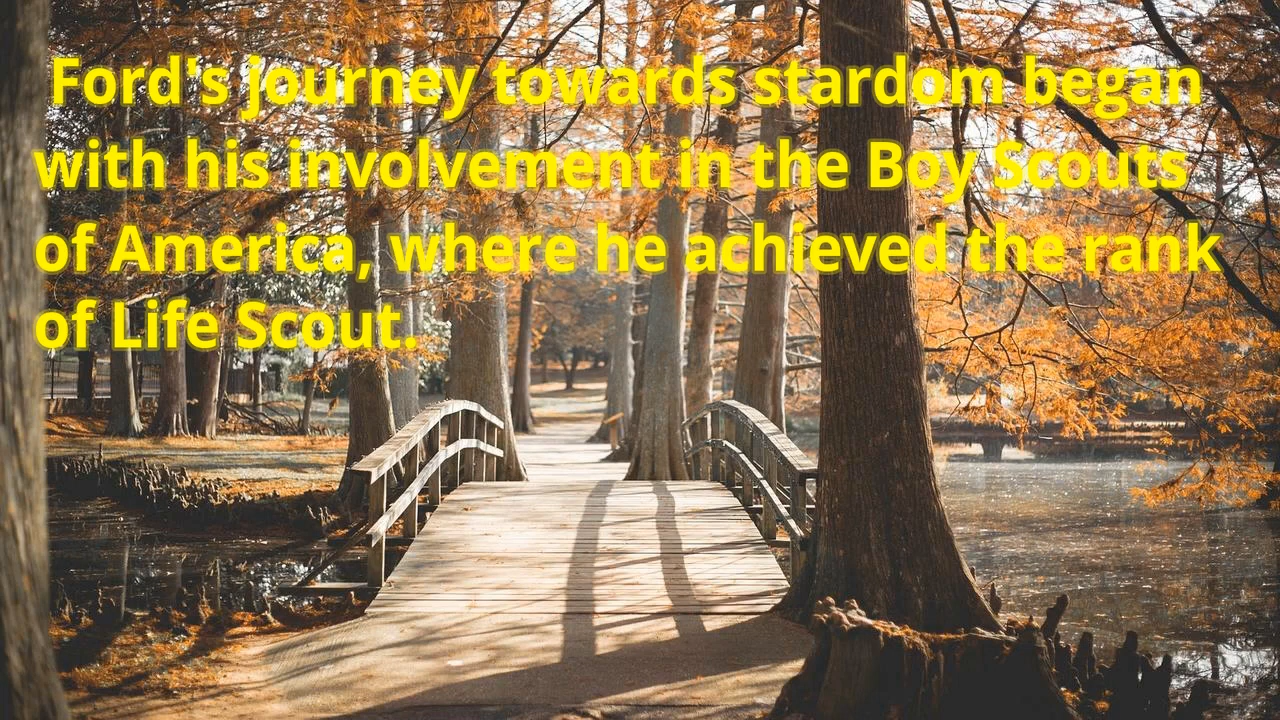 Ford's journey towards stardom began
with his involvement in the Boy Scouts
of America, where he achieved the rank
of Life Scout.